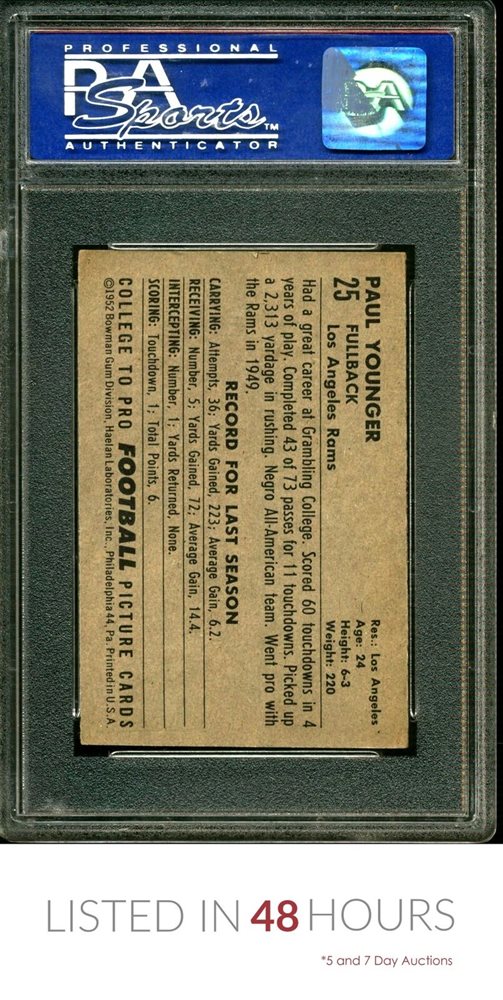 PROFESSIONAL
PSA
Sports™
AUTHENTICATOR
PSA
PAUL YOUNGER
25 FULLBACK
Los Angeles Rams
Res.: Los Angeles
Age: 24
Height: 6-3
Weight: 220
Had a great career at Grambling College. Scored 60 touchdowns in 4
years of play. Completed 43 of 73 passes for 11 touchdowns. Picked up
a 2,313 yardage in rushing. Negro All-American team. Went pro with
the Rams in 1949.
RECORD FOR LAST SEASON
CARRYING: Attempts, 36; Yards Gained, 223; Average Gain, 6.2.
RECEIVING: Number, 5; Yards Gained, 72; Average Gain, 14.4.
INTERCEPTING: Number, 1; Yards Returned, None.
SCORING: Touchdown, 1; Total Points, 6.
COLLEGE TO PRO FOOTBALL PICTURE CARDS
©1952 Bowman Gum Division, Haelan Laboratories, Inc., Philadelphia 44, Pa. Printed in U.S.A.
LISTED IN 48 HOURS
*5 and 7 Day Auctions